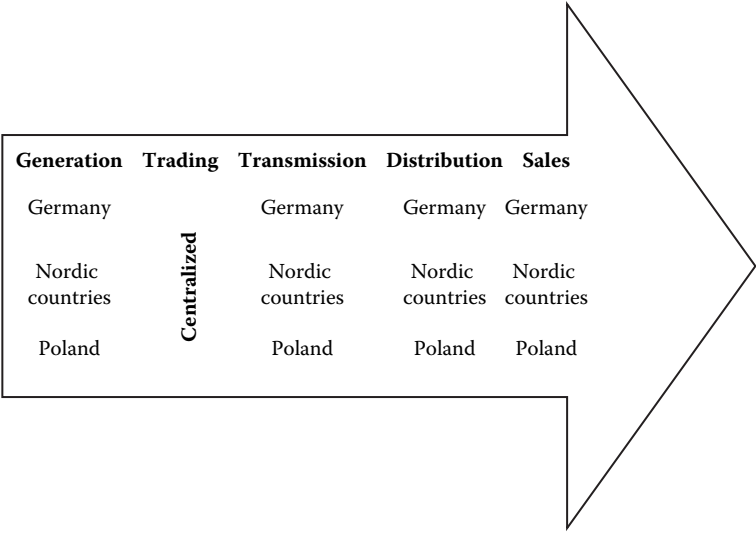 Generation Trading Transmission Distribution Sales
Germany Germany Germany Germany
Centralized
Nordic countries Nordic countries Nordic countries Nordic countries
Poland Poland Poland Poland